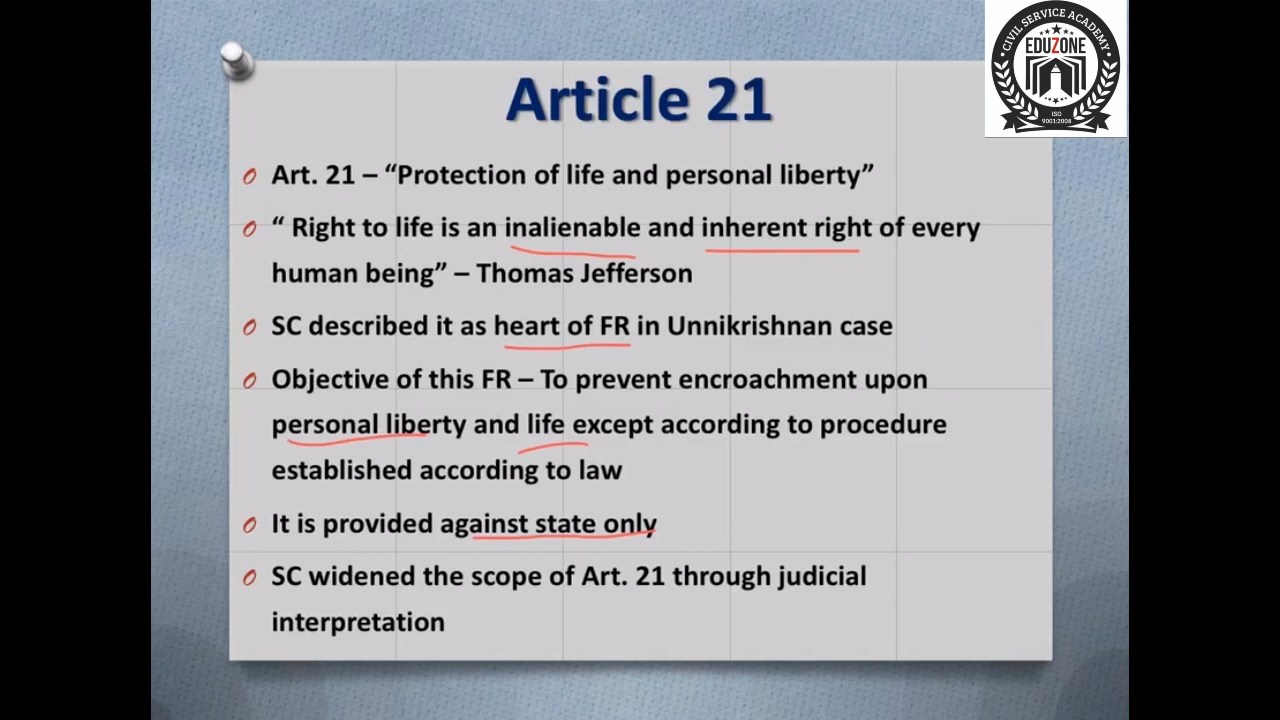 CIVIL SERVICE ACADEMY
EDUZONE
ISO
9001:2008
Article 21
Art. 21 – “Protection of life and personal liberty”
“ Right to life is an inalienable and inherent right of every
human being” – Thomas Jefferson
SC described it as heart of FR in Unnikrishnan case
Objective of this FR – To prevent encroachment upon
personal liberty and life except according to procedure
established according to law
It is provided against state only
SC widened the scope of Art. 21 through judicial
interpretation